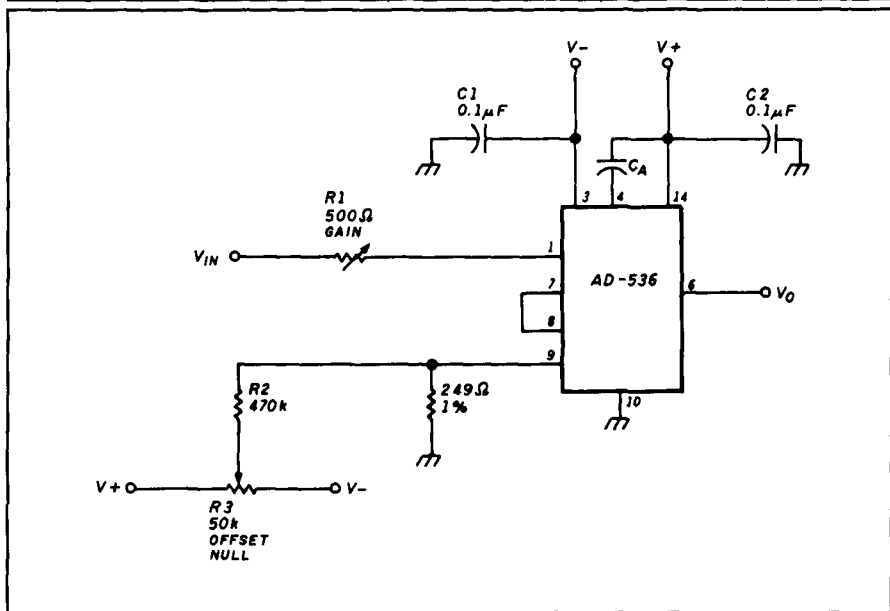 V- V+
C1
0.1µF
C2
0.1µF
CA
3 4 14
R1
500Ω
GAIN
VIN
1
7
8
9
AD-536
6
VO
10
R2
470k
249Ω
1%
V+ V-
R3
50k
OFFSET
NULL